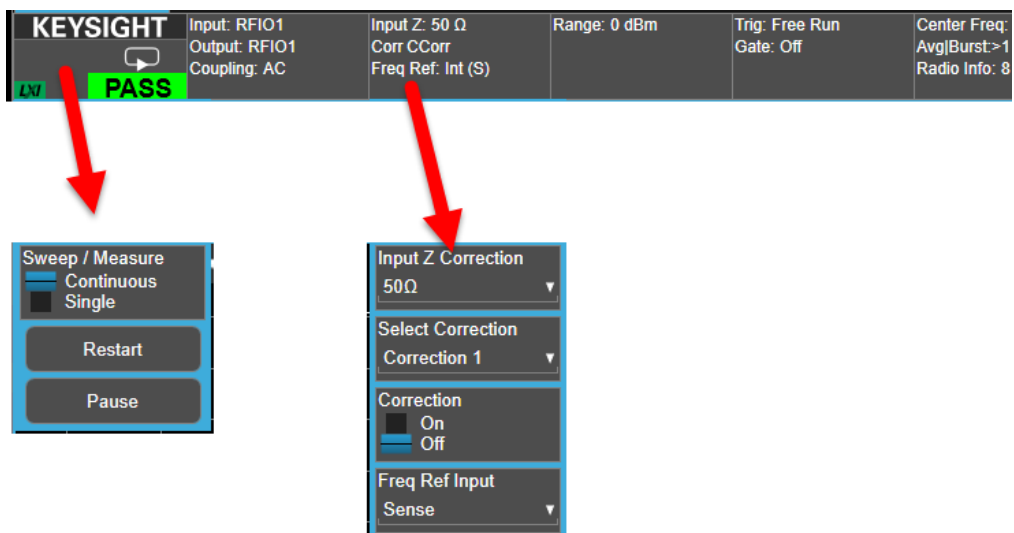 KEYSIGHT
LXI
PASS
Input: RFIO1
Output: RFIO1
Coupling: AC
Input Z: 50 Ω
Corr CCorr
Freq Ref: Int (S)
Range: 0 dBm
Trig: Free Run
Gate: Off
Center Freq:
Avg|Burst:>1
Radio Info: 8
Sweep / Measure
Continuous
Single
Restart
Pause
Input Z Correction
50Ω
Select Correction
Correction 1
Correction
On
Off
Freq Ref Input
Sense